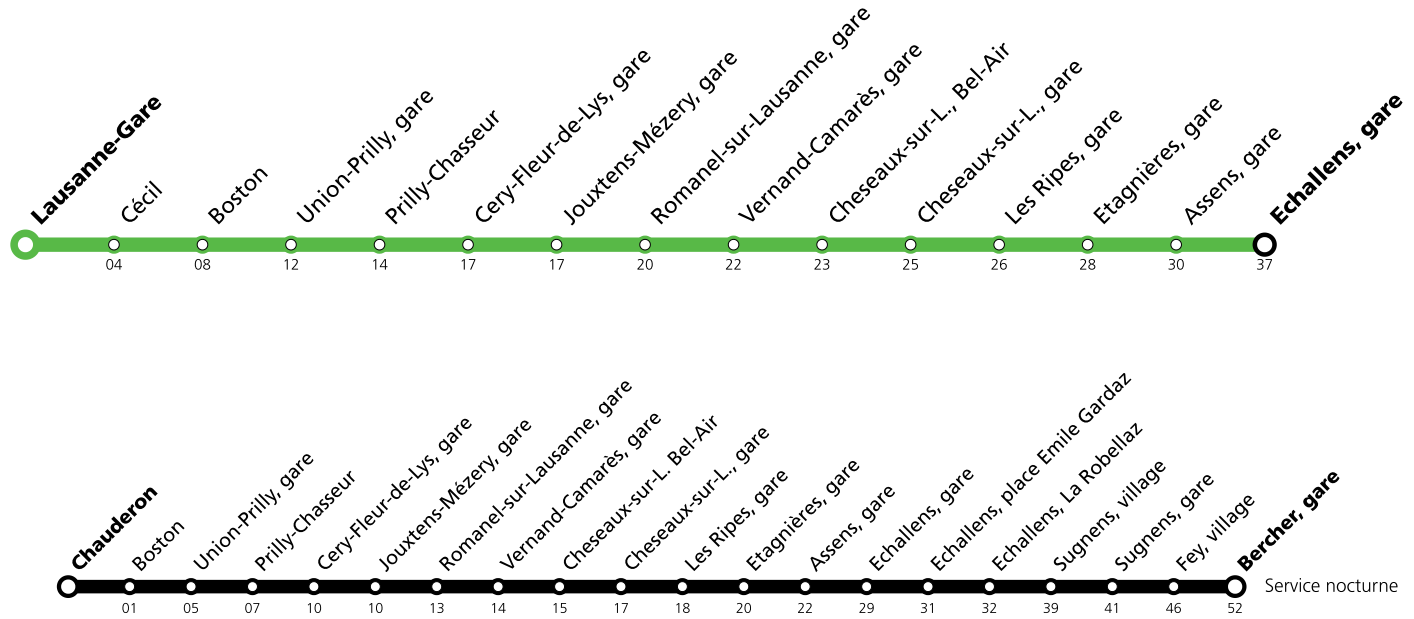 Lausanne-Gare
Cécil
Boston
Union-Prilly, gare
Prilly-Chasseur
Cery-Fleur-de-Lys, gare
Jouxtens-Mézery, gare
Romanel-sur-Lausanne, gare
Vernand-Camarès, gare
Cheseaux-sur-L., Bel-Air
Cheseaux-sur-L., gare
Les Ripes, gare
Etagnières, gare
Assens, gare
Echallens, gare
04 08 12 14 17 17 20 22 23 25 26 28 30 37
Chauderon
Boston
Union-Prilly, gare
Prilly-Chasseur
Cery-Fleur-de-Lys, gare
Jouxtens-Mézery, gare
Romanel-sur-Lausanne, gare
Vernand-Camarès, gare
Cheseaux-sur-L. Bel-Air
Cheseaux-sur-L., gare
Les Ripes, gare
Etagnières, gare
Assens, gare
Echallens, gare
Echallens, place Emile Gardaz
Echallens, La Robellaz
Sugnens, village
Sugnens, gare
Fey, village
Bercher, gare
Service nocturne
01 05 07 10 10 13 14 15 17 18 20 22 29 31 32 39 41 46 52